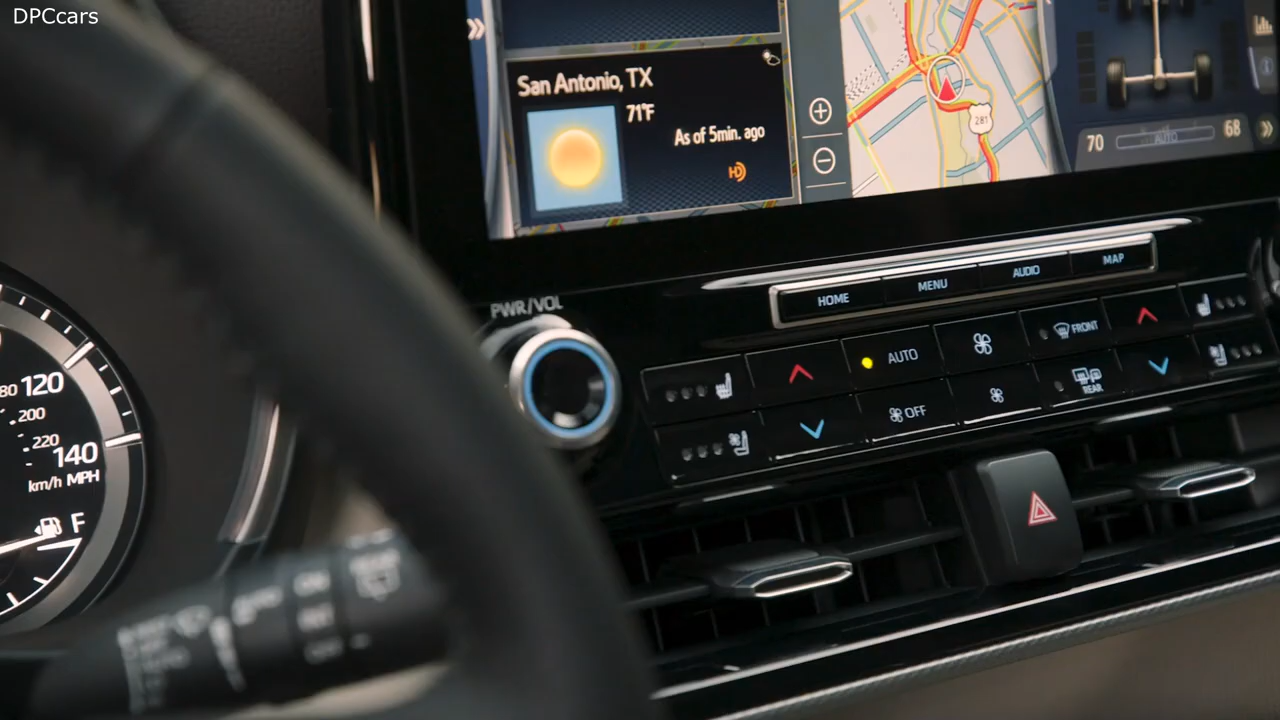 DPCcars
San Antonio, TX
71°F
As of 5min. ago
HD
281
70
AUTO
68
HOME
MENU
AUDIO
MAP
PWR/VOL
AUTO
FRONT
OFF
REAR
80
120
200
220
140
km/h MPH
F